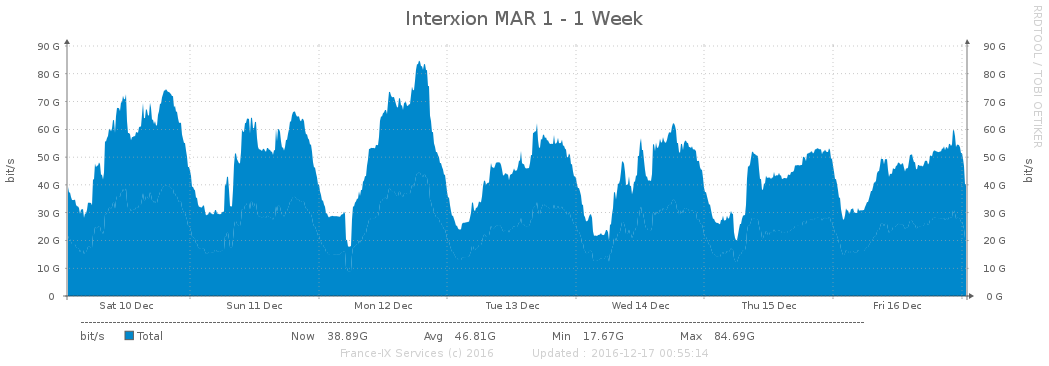 Interxion MAR 1 - 1 Week
RRDTOOL / TOBI OETIKER
90 G 90 G
80 G 80 G
70 G 70 G
60 G 60 G
50 G 50 G
40 G 40 G
30 G 30 G
20 G 20 G
10 G 10 G
0 0 G
bit/s
bit/s
Sat 10 Dec Sun 11 Dec Mon 12 Dec Tue 13 Dec Wed 14 Dec Thu 15 Dec Fri 16 Dec
bit/s Total Now 38.89G Avg 46.81G Min 17.67G Max 84.69G
France-IX Services (c) 2016 Updated : 2016-12-17 00:55:14